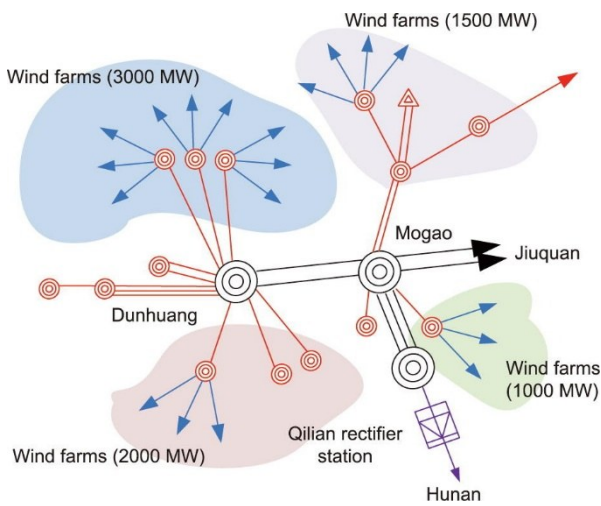 Wind farms (1500 MW)
Wind farms (3000 MW)
Mogao
Jiuquan
Dunhuang
Wind farms
(1000 MW)
Qilian rectifier
station
Wind farms (2000 MW)
Hunan